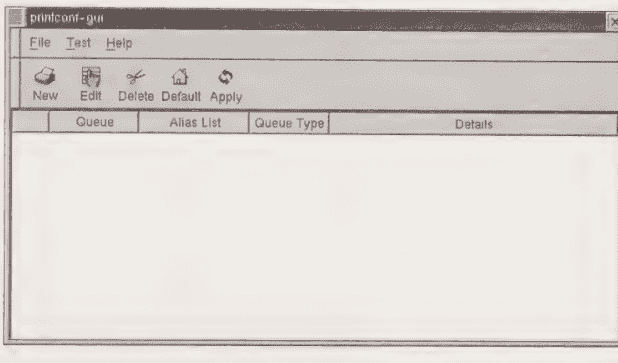 printconf-gui
File Test Help
New Edit Delete Default Apply
Queue Alias List Queue Type Details